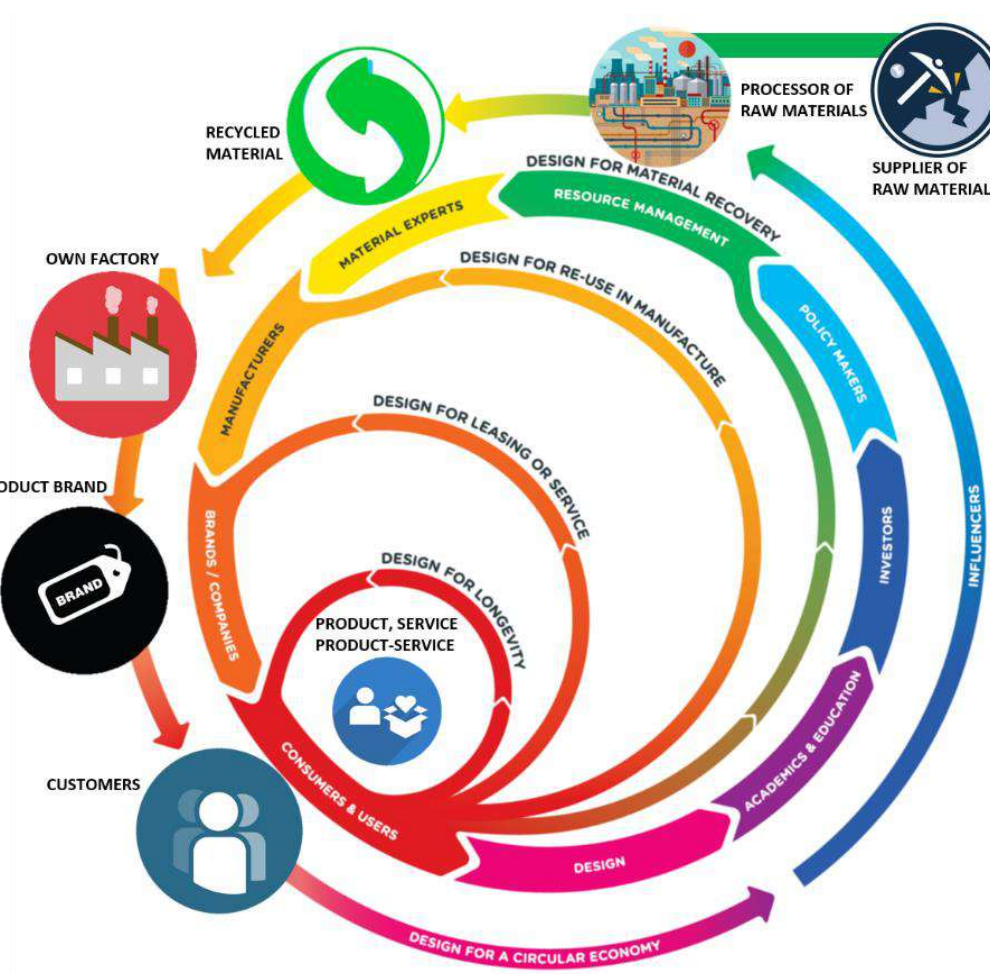 PROCESSOR OF
RAW MATERIALS
SUPPLIER OF
RAW MATERIAL
RECYCLED
MATERIAL
DESIGN FOR MATERIAL RECOVERY
RESOURCE MANAGEMENT
MATERIAL EXPERTS
OWN FACTORY
DESIGN FOR RE-USE IN MANUFACTURE
POLICY MAKERS
MANUFACTURERS
DESIGN FOR LEASING OR SERVICE
ODUCT BRAND
BRAND
BRANDS / COMPANIES
INVESTORS
INFLUENCERS
DESIGN FOR LONGEVITY
PRODUCT, SERVICE
PRODUCT-SERVICE
CONSUMERS & USERS
ACADEMICS & EDUCATION
CUSTOMERS
DESIGN
DESIGN FOR A CIRCULAR ECONOMY